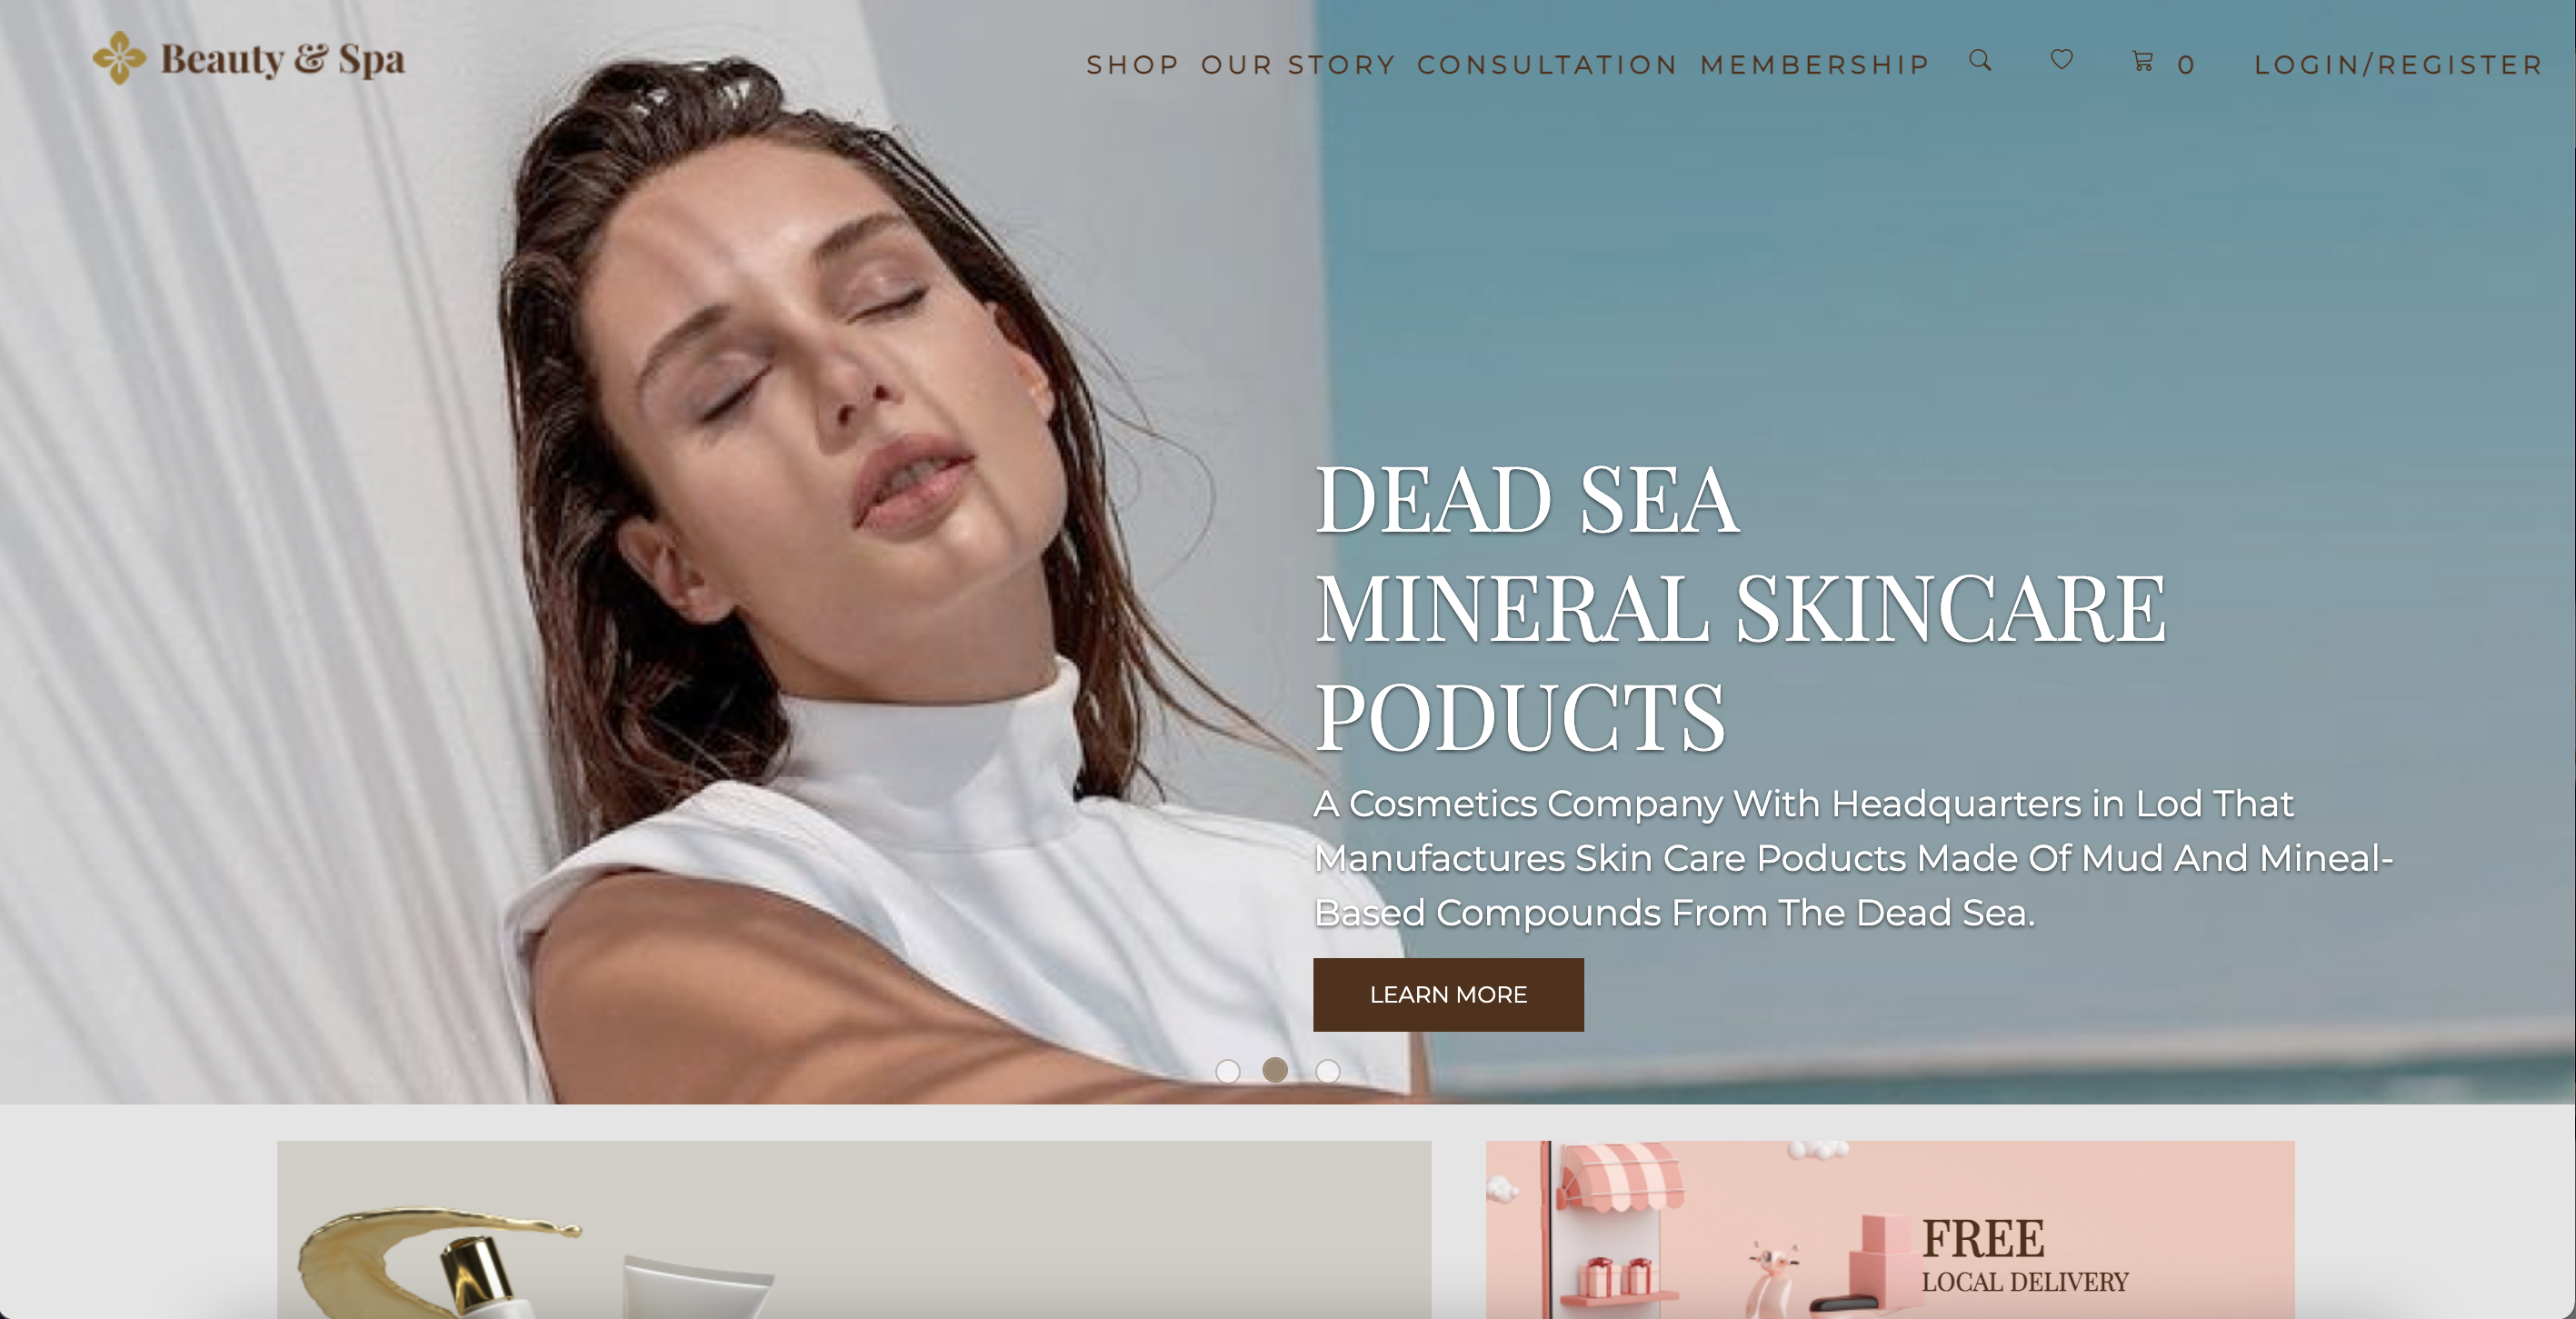 Beauty & Spa
SHOP OUR STORY CONSULTATION MEMBERSHIP 0 LOGIN/REGISTER
DEAD SEA
MINERAL SKINCARE
PODUCTS
A Cosmetics Company With Headquarters in Lod That
Manufactures Skin Care Poducts Made Of Mud And Mineal-
Based Compounds From The Dead Sea.
LEARN MORE
FREE
LOCAL DELIVERY